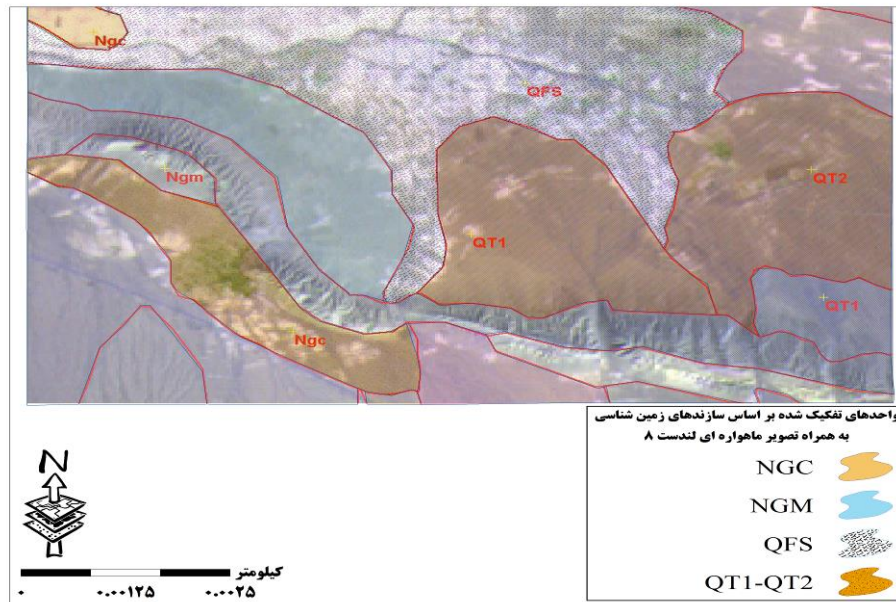 Ngc
QFS
Ngm
QT2
QT1
QT1
Ngc
واحدهای تفکیک شده بر اساس سازندهای زمین شناسی
به همراه تصویر ماهواره ای لندست ۸
NGC
NGM
QFS
QT1-QT2
N
کیلومتر
۰ ۰.۰۰۱۲۵ ۰.۰۰۲۵